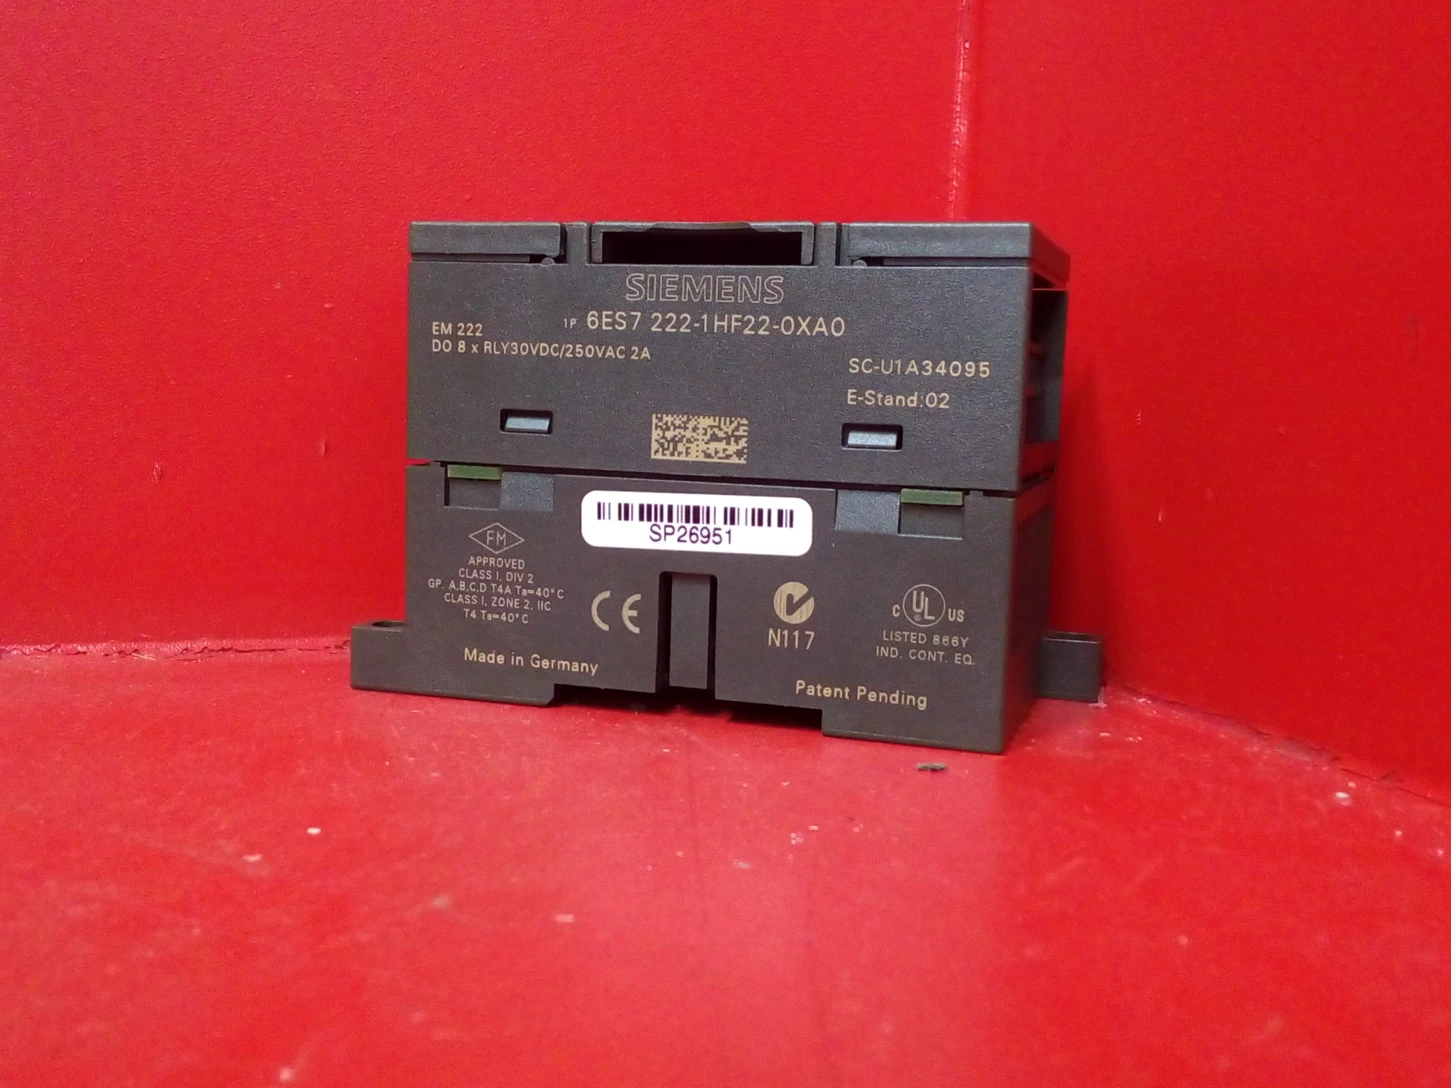 SIEMENS
1P 6ES7 222-1HF22-0XA0
EM 222
DO 8 x RLY30VDC/250VAC 2A
SC-U1A34095
E-Stand:02
SP26951
FM
APPROVED
CLASS I, DIV 2
GP. A,B,C,D T4A Ta=40°C
CLASS I, ZONE 2, IIC
T4 Ta=40°C
CE
N117
C UL US
LISTED 866Y
IND. CONT. EQ.
Made in Germany
Patent Pending